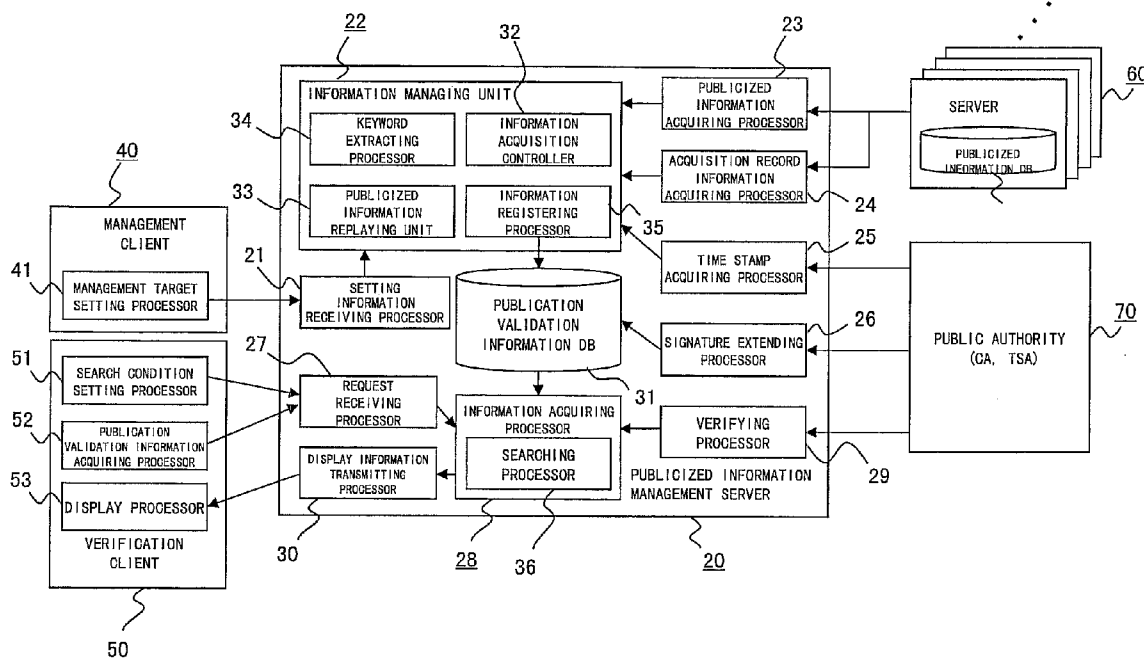 22
32
23
60
INFORMATION MANAGING UNIT
34
KEYWORD
EXTRACTING
PROCESSOR
INFORMATION
ACQUISITION
CONTROLLER
PUBLICIZED
INFORMATION
ACQUIRING PROCESSOR
SERVER
PUBLICIZED
INFORMATION DB
40
33
PUBLICIZED
INFORMATION
REPLAYING UNIT
INFORMATION
REGISTERING
PROCESSOR
35
ACQUISITION RECORD
INFORMATION
ACQUIRING PROCESSOR
24
MANAGEMENT
CLIENT
41
MANAGEMENT TARGET
SETTING PROCESSOR
21
SETTING
INFORMATION
RECEIVING PROCESSOR
25
TIME STAMP
ACQUIRING PROCESSOR
PUBLICATION
VALIDATION
INFORMATION DB
31
26
SIGNATURE EXTENDING
PROCESSOR
PUBLIC AUTHORITY
(CA, TSA)
70
51
SEARCH CONDITION
SETTING PROCESSOR
27
REQUEST
RECEIVING
PROCESSOR
52
PUBLICATION
VALIDATION INFORMATION
ACQUIRING PROCESSOR
INFORMATION ACQUIRING
PROCESSOR
SEARCHING
PROCESSOR
VERIFYING
PROCESSOR
29
53
DISPLAY PROCESSOR
DISPLAY INFORMATION
TRANSMITTING
PROCESSOR
PUBLICIZED INFORMATION
MANAGEMENT SERVER
VERIFICATION
CLIENT
30
28
36
20
50